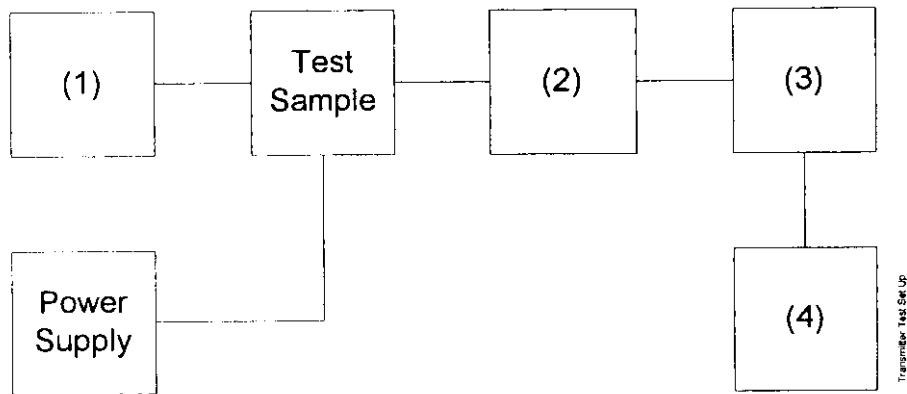 (1)
Test
Sample
(2)
(3)
Power
Supply
(4)
Transmitter Test Set Up